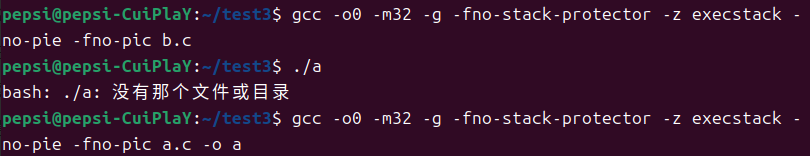 pepsi@pepsi-CuiPlaY:~/test3$ gcc -o0 -m32 -g -fno-stack-protector -z execstack -
no-pie -fno-pic b.c
pepsi@pepsi-CuiPlaY:~/test3$ ./a
bash: ./a: 没有那个文件或目录
pepsi@pepsi-CuiPlaY:~/test3$ gcc -o0 -m32 -g -fno-stack-protector -z execstack -
no-pie -fno-pic a.c -o a